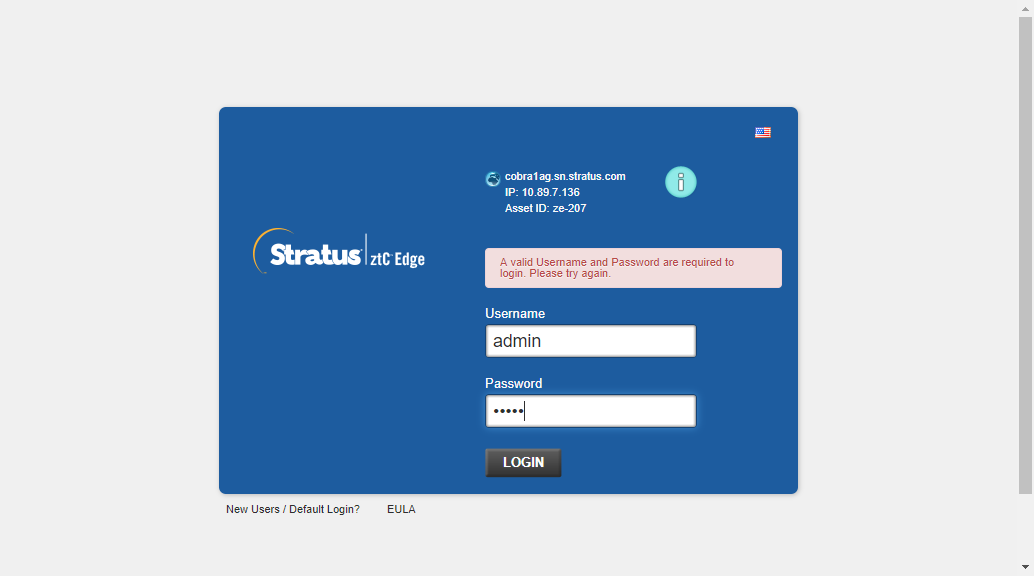 cobra1ag.sn.stratus.com
IP: 10.89.7.136
Asset ID: ze-207
Stratus ztC Edge
A valid Username and Password are required to
login. Please try again.
Username
admin
Password
•••••
LOGIN
New Users / Default Login? EULA